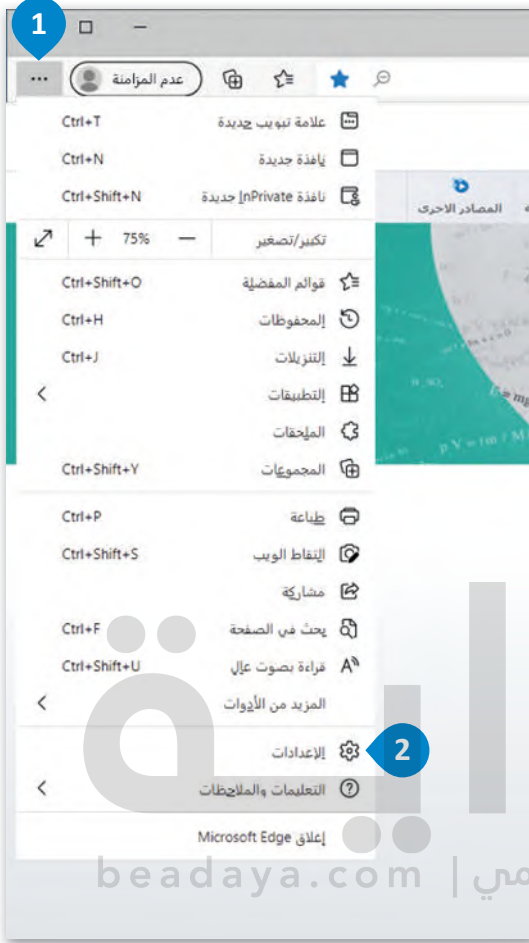 1
عدم المزامنة
علامة تبويب جديدة Ctrl+T
نافذة جديدة Ctrl+N
نافذة InPrivate جديدة Ctrl+Shift+N
المصادر الاخرى
تكبير/تصغير — 75% +
قوائم المفضلة Ctrl+Shift+O
المحفوظات Ctrl+H
التنزيلات Ctrl+J
التطبيقات
الملحقات
المجموعات Ctrl+Shift+Y
طباعة Ctrl+P
التقاط الويب Ctrl+Shift+S
مشاركة
بحث في الصفحة Ctrl+F
قراءة بصوت عالٍ Ctrl+Shift+U
المزيد من الأدوات
2 الإعدادات
التعليمات والملاحظات
إغلاق Microsoft Edge
beadaya.com |